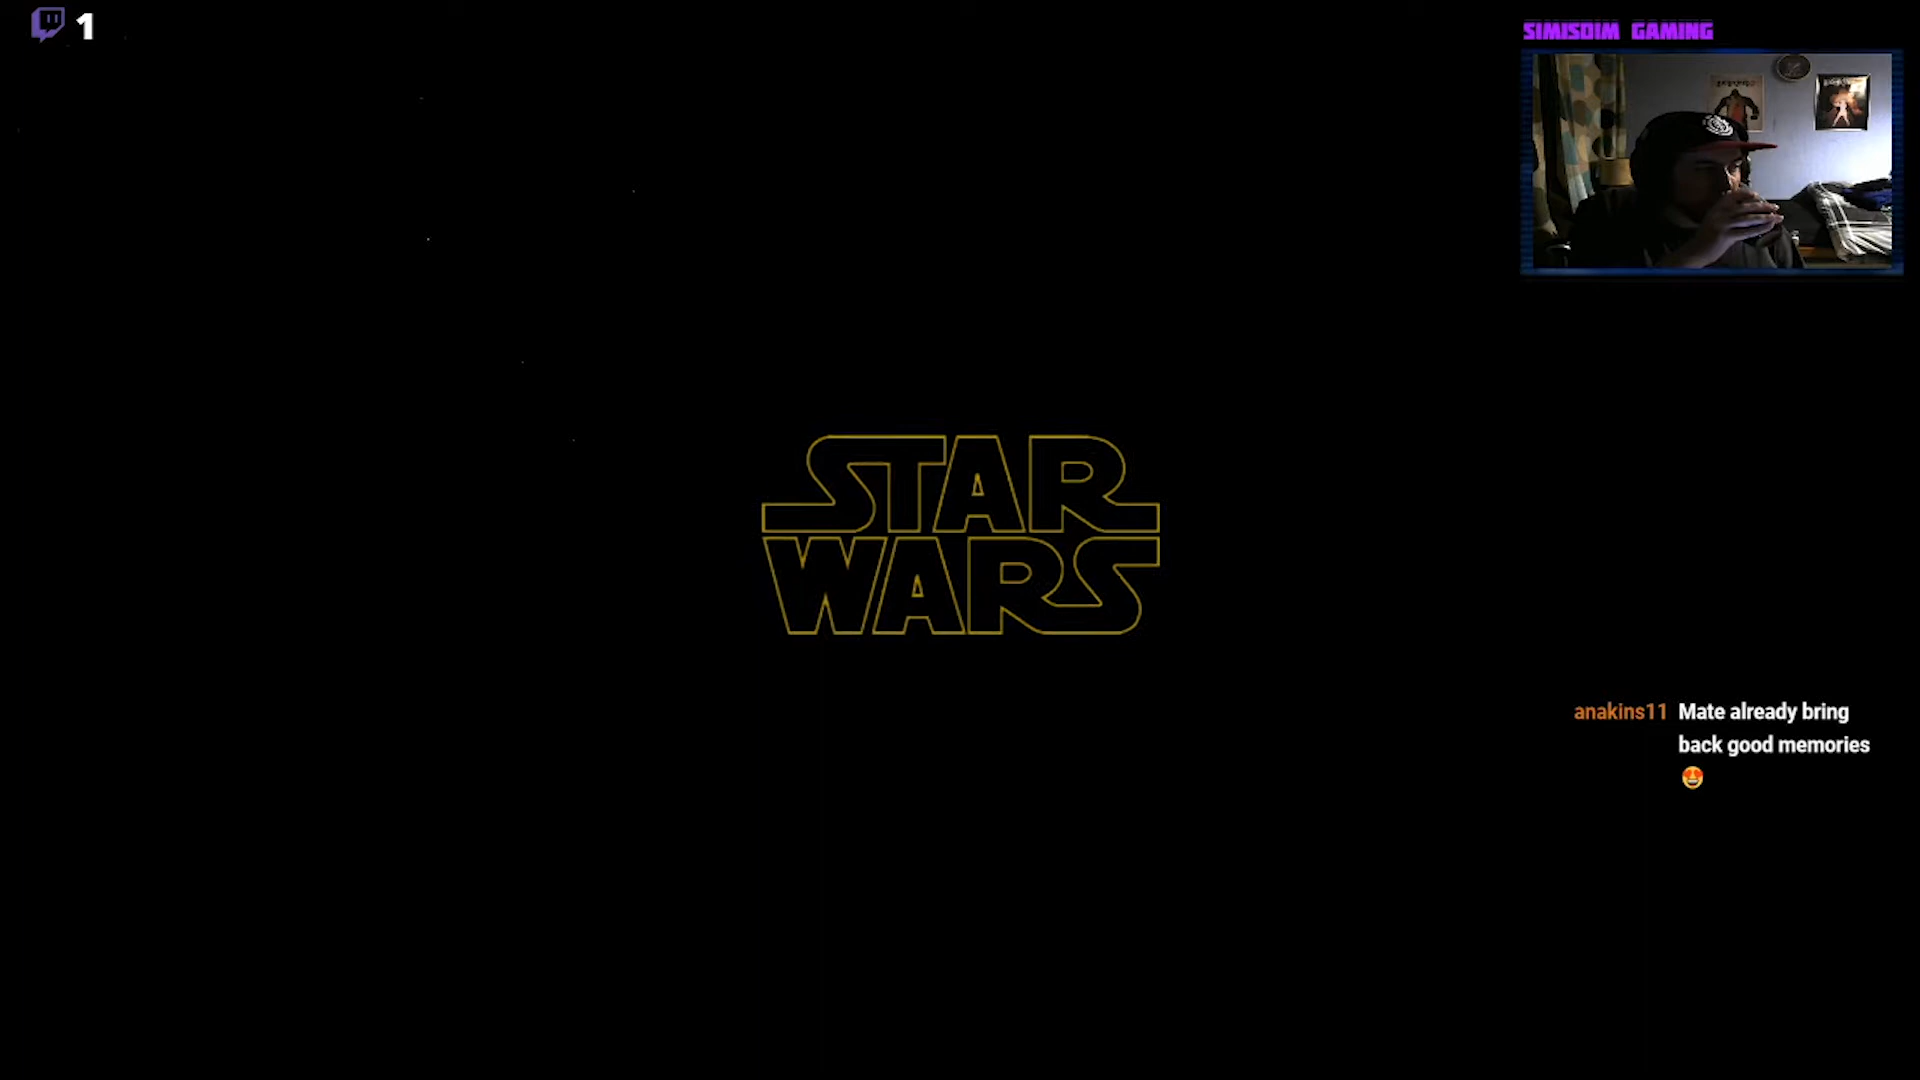 1
SIMISDIM GAMING
STAR
WARS
anakins11 Mate already bring
back good memories